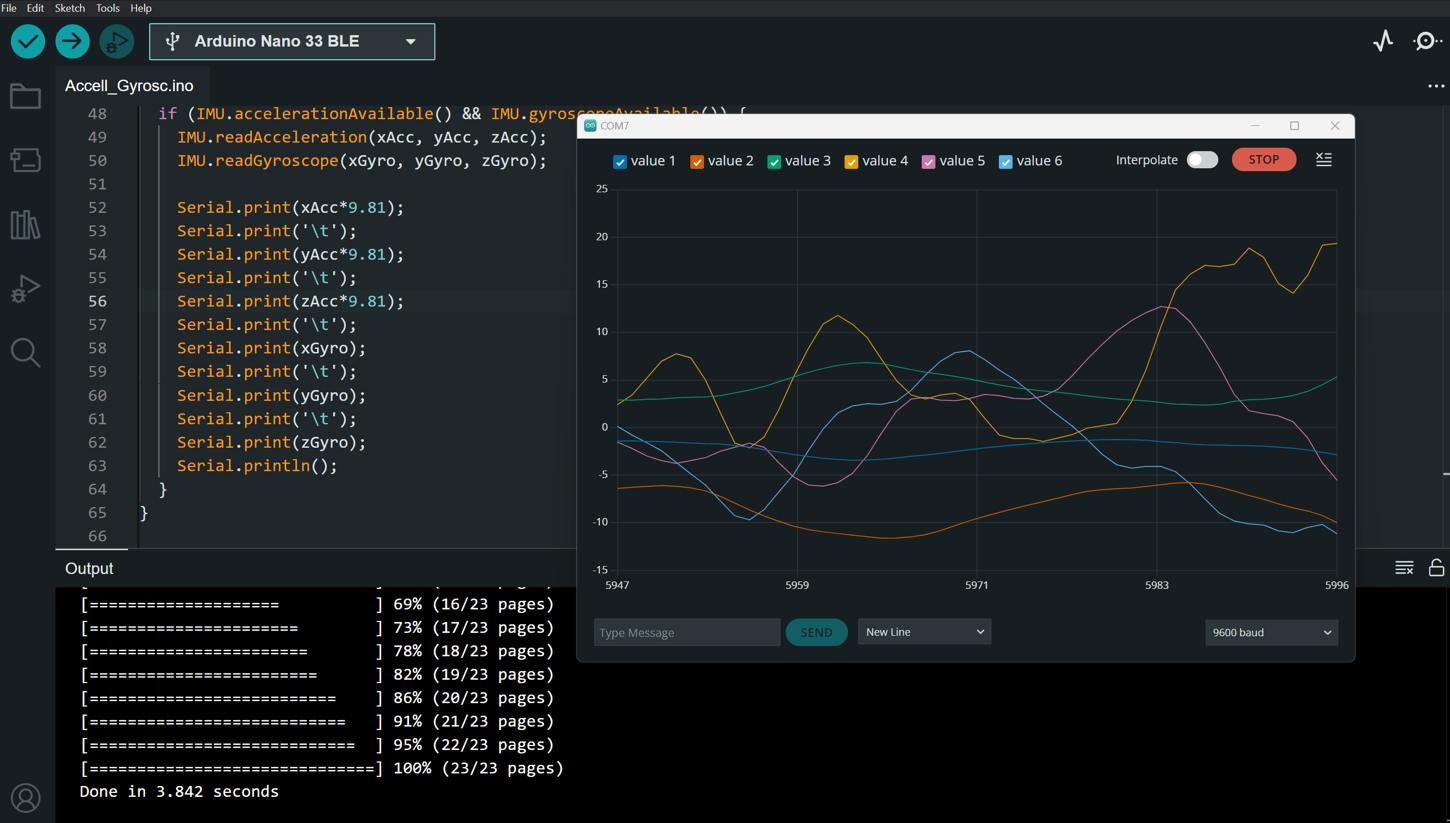 File Edit Sketch Tools Help
Arduino Nano 33 BLE
Accell_Gyrosc.ino
48 if (IMU.accelerationAvailable() && IMU.gyroscopeAvailable()) {
49 IMU.readAcceleration(xAcc, yAcc, zAcc);
50 IMU.readGyroscope(xGyro, yGyro, zGyro);
51
52 Serial.print(xAcc*9.81);
53 Serial.print('\t');
54 Serial.print(yAcc*9.81);
55 Serial.print('\t');
56 Serial.print(zAcc*9.81);
57 Serial.print('\t');
58 Serial.print(xGyro);
59 Serial.print('\t');
60 Serial.print(yGyro);
61 Serial.print('\t');
62 Serial.print(zGyro);
63 Serial.println();
64 }
65 }
66
COM7
value 1 value 2 value 3 value 4 value 5 value 6 Interpolate STOP
25
20
15
10
5
0
-5
-10
-15
5947 5959 5971 5983 5996
Type Message SEND New Line 9600 baud
Output
[==================== ] 69% (16/23 pages)
[====================== ] 73% (17/23 pages)
[======================= ] 78% (18/23 pages)
[======================== ] 82% (19/23 pages)
[========================== ] 86% (20/23 pages)
[=========================== ] 91% (21/23 pages)
[============================ ] 95% (22/23 pages)
[==============================] 100% (23/23 pages)
Done in 3.842 seconds